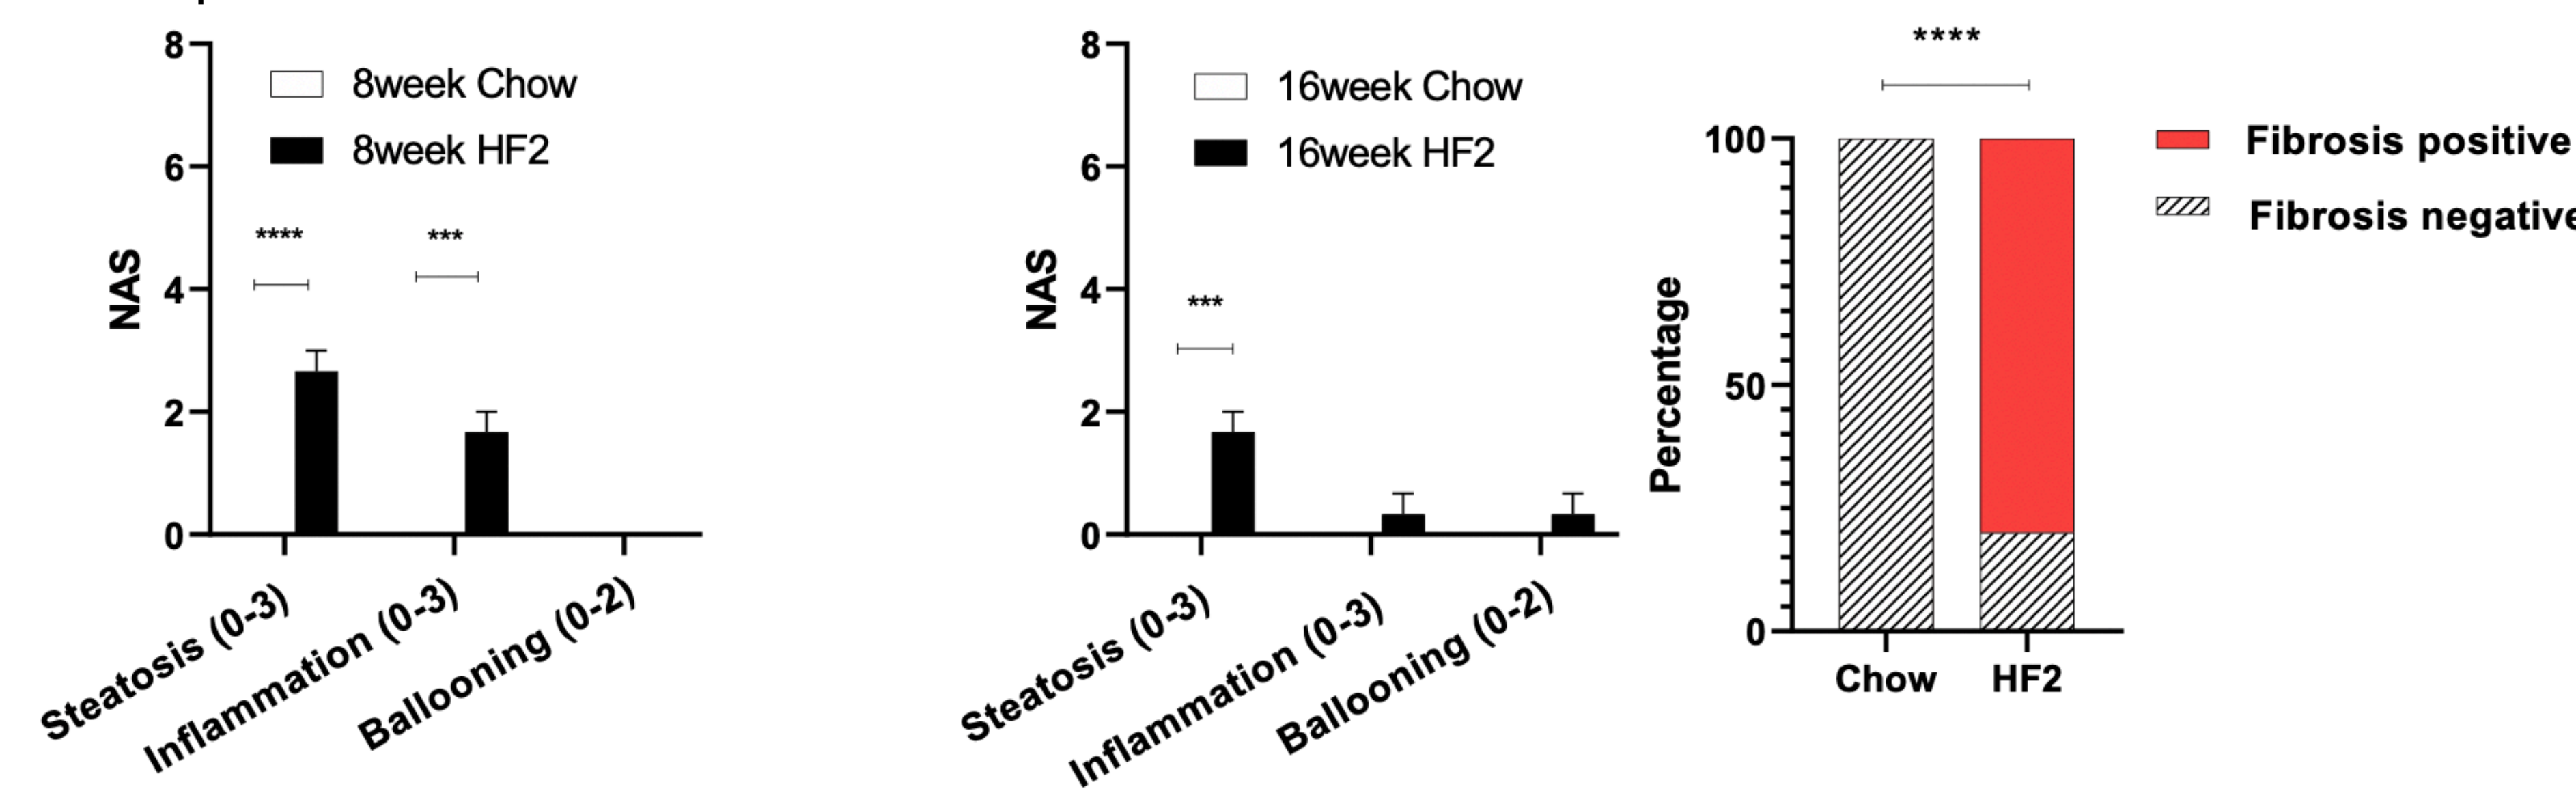 8
6
4
2
0
NAS
8week Chow
8week HF2
****
***
Steatosis (0-3)
Inflammation (0-3)
Ballooning (0-2)
8
6
4
2
0
NAS
16week Chow
16week HF2
***
Steatosis (0-3)
Inflammation (0-3)
Ballooning (0-2)
****
100
50
0
Percentage
Chow
HF2
Fibrosis positive
Fibrosis negative